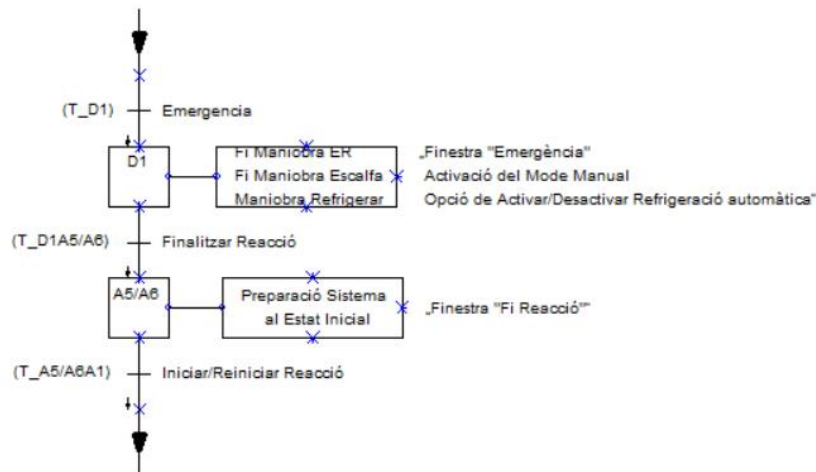 (T_D1) Emergencia
D1
Fi Maniobra ER
Fi Maniobra Escalfa
Maniobra Refrigerar
„Finestra "Emergència"
Activació del Mode Manual
Opció de Activar/Desactivar Refrigeració automàtica"
(T_D1A5/A6) Finalitzar Reacció
A5/A6
Preparació Sistema
al Estat Inicial
„Finestra "Fi Reacció""
(T_A5/A6A1) Iniciar/Reiniciar Reacció